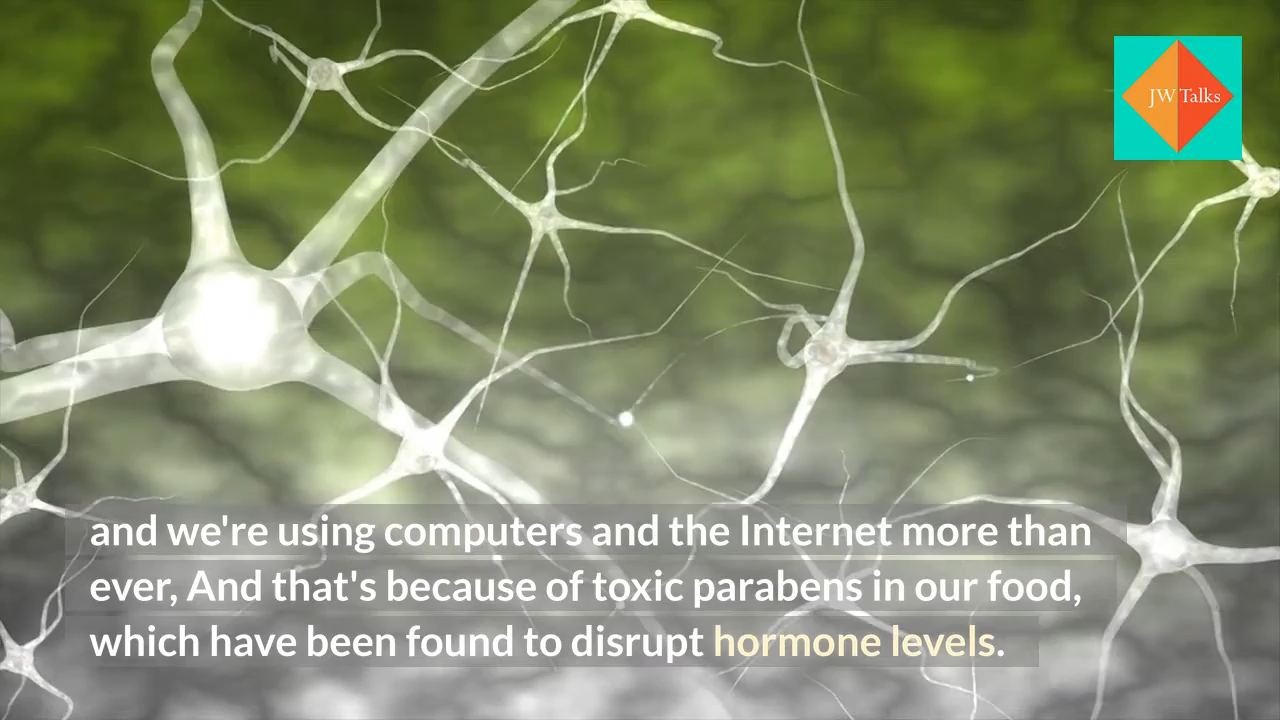 JW Talks
and we're using computers and the Internet more than
ever, And that's because of toxic parabens in our food,
which have been found to disrupt hormone levels.